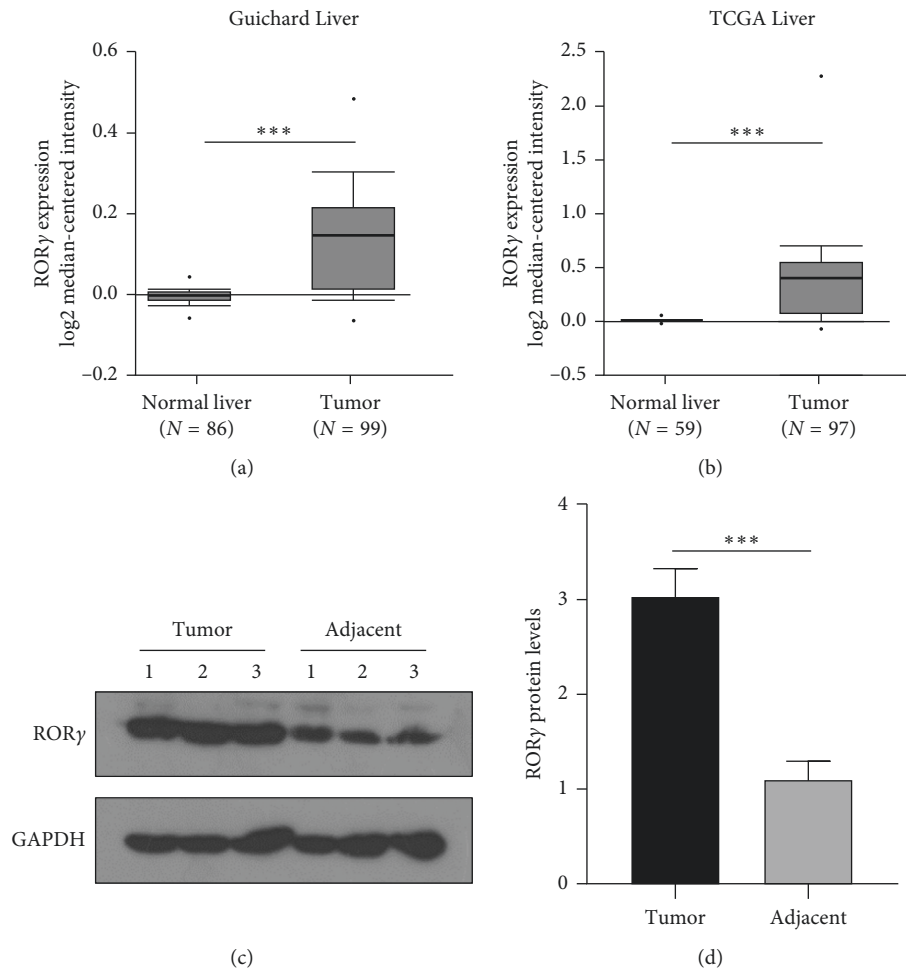 Guichard Liver
RORγ expression
log2 median-centered intensity
0.6
0.4
0.2
0.0
–0.2
***
Normal liver
(N = 86)
Tumor
(N = 99)
(a)
TCGA Liver
RORγ expression
log2 median-centered intensity
2.5
2.0
1.5
1.0
0.5
0.0
–0.5
***
Normal liver
(N = 59)
Tumor
(N = 97)
(b)
Tumor
Adjacent
1 2 3 1 2 3
RORγ
GAPDH
(c)
RORγ protein levels
4
3
2
1
0
***
Tumor
Adjacent
(d)